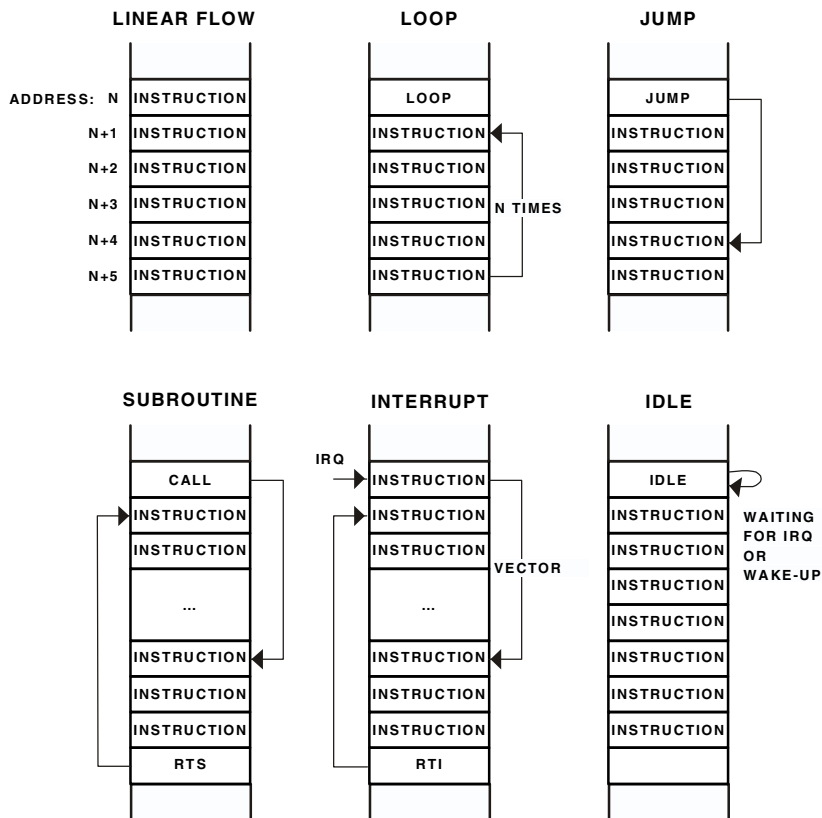 LINEAR FLOW
ADDRESS: N INSTRUCTION
N+1 INSTRUCTION
N+2 INSTRUCTION
N+3 INSTRUCTION
N+4 INSTRUCTION
N+5 INSTRUCTION
LOOP
LOOP
INSTRUCTION
INSTRUCTION
INSTRUCTION
INSTRUCTION
INSTRUCTION
N TIMES
JUMP
JUMP
INSTRUCTION
INSTRUCTION
INSTRUCTION
INSTRUCTION
INSTRUCTION
SUBROUTINE
CALL
INSTRUCTION
INSTRUCTION
...
INSTRUCTION
INSTRUCTION
INSTRUCTION
RTS
INTERRUPT
IRQ
INSTRUCTION
INSTRUCTION
INSTRUCTION
VECTOR
...
INSTRUCTION
INSTRUCTION
INSTRUCTION
RTI
IDLE
IDLE
INSTRUCTION
INSTRUCTION
INSTRUCTION
INSTRUCTION
INSTRUCTION
INSTRUCTION
INSTRUCTION
WAITING
FOR IRQ
OR
WAKE-UP